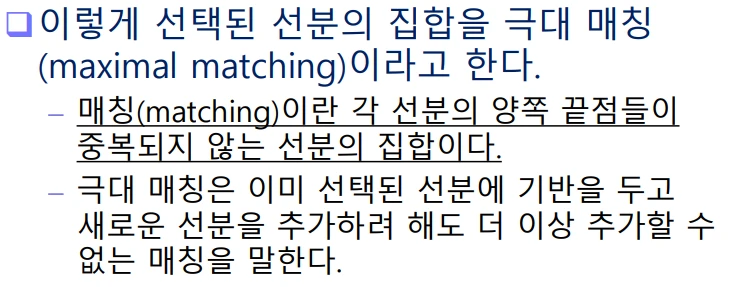 ❑이렇게 선택된 선분의 집합을 극대 매칭
(maximal matching)이라고 한다.
– 매칭(matching)이란 각 선분의 양쪽 끝점들이
중복되지 않는 선분의 집합이다.
– 극대 매칭은 이미 선택된 선분에 기반을 두고
새로운 선분을 추가하려 해도 더 이상 추가할 수
없는 매칭을 말한다.